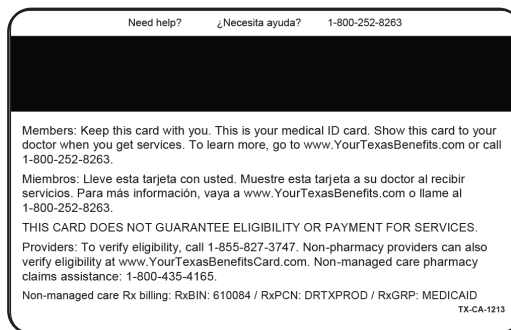 Need help? ¿Necesita ayuda? 1-800-252-8263
Members: Keep this card with you. This is your medical ID card. Show this card to your
doctor when you get services. To learn more, go to www.YourTexasBenefits.com or call
1-800-252-8263.
Miembros: Lleve esta tarjeta con usted. Muestre esta tarjeta a su doctor al recibir
servicios. Para más información, vaya a www.YourTexasBenefits.com o llame al
1-800-252-8263.
THIS CARD DOES NOT GUARANTEE ELIGIBILITY OR PAYMENT FOR SERVICES.
Providers: To verify eligibility, call 1-855-827-3747. Non-pharmacy providers can also
verify eligibility at www.YourTexasBenefitsCard.com. Non-managed care pharmacy
claims assistance: 1-800-435-4165.
Non-managed care Rx billing: RxBIN: 610084 / RxPCN: DRTXPROD / RxGRP: MEDICAID
TX-CA-1213